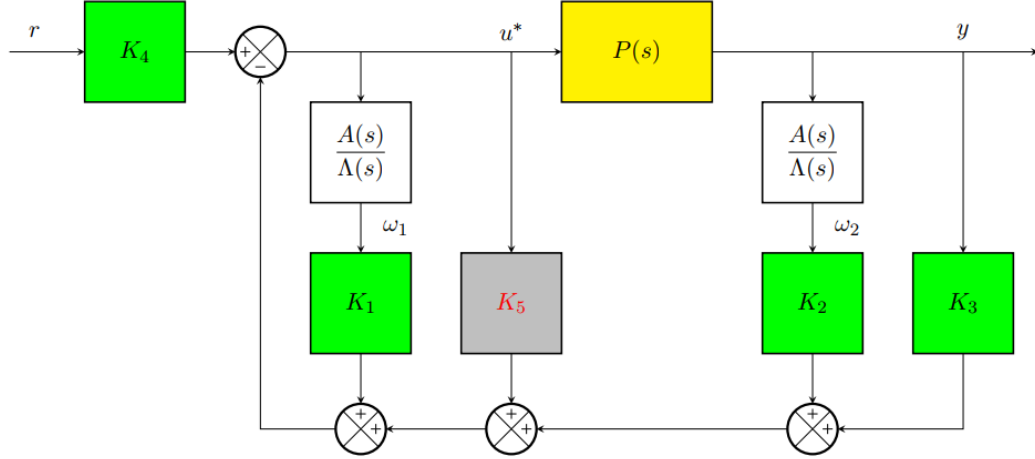 r
K₄
+
−
u*
P(s)
y
A(s)
Λ(s)
A(s)
Λ(s)
ω₁
ω₂
K₁
K₅
K₂
K₃
+
+
+
+
+
+